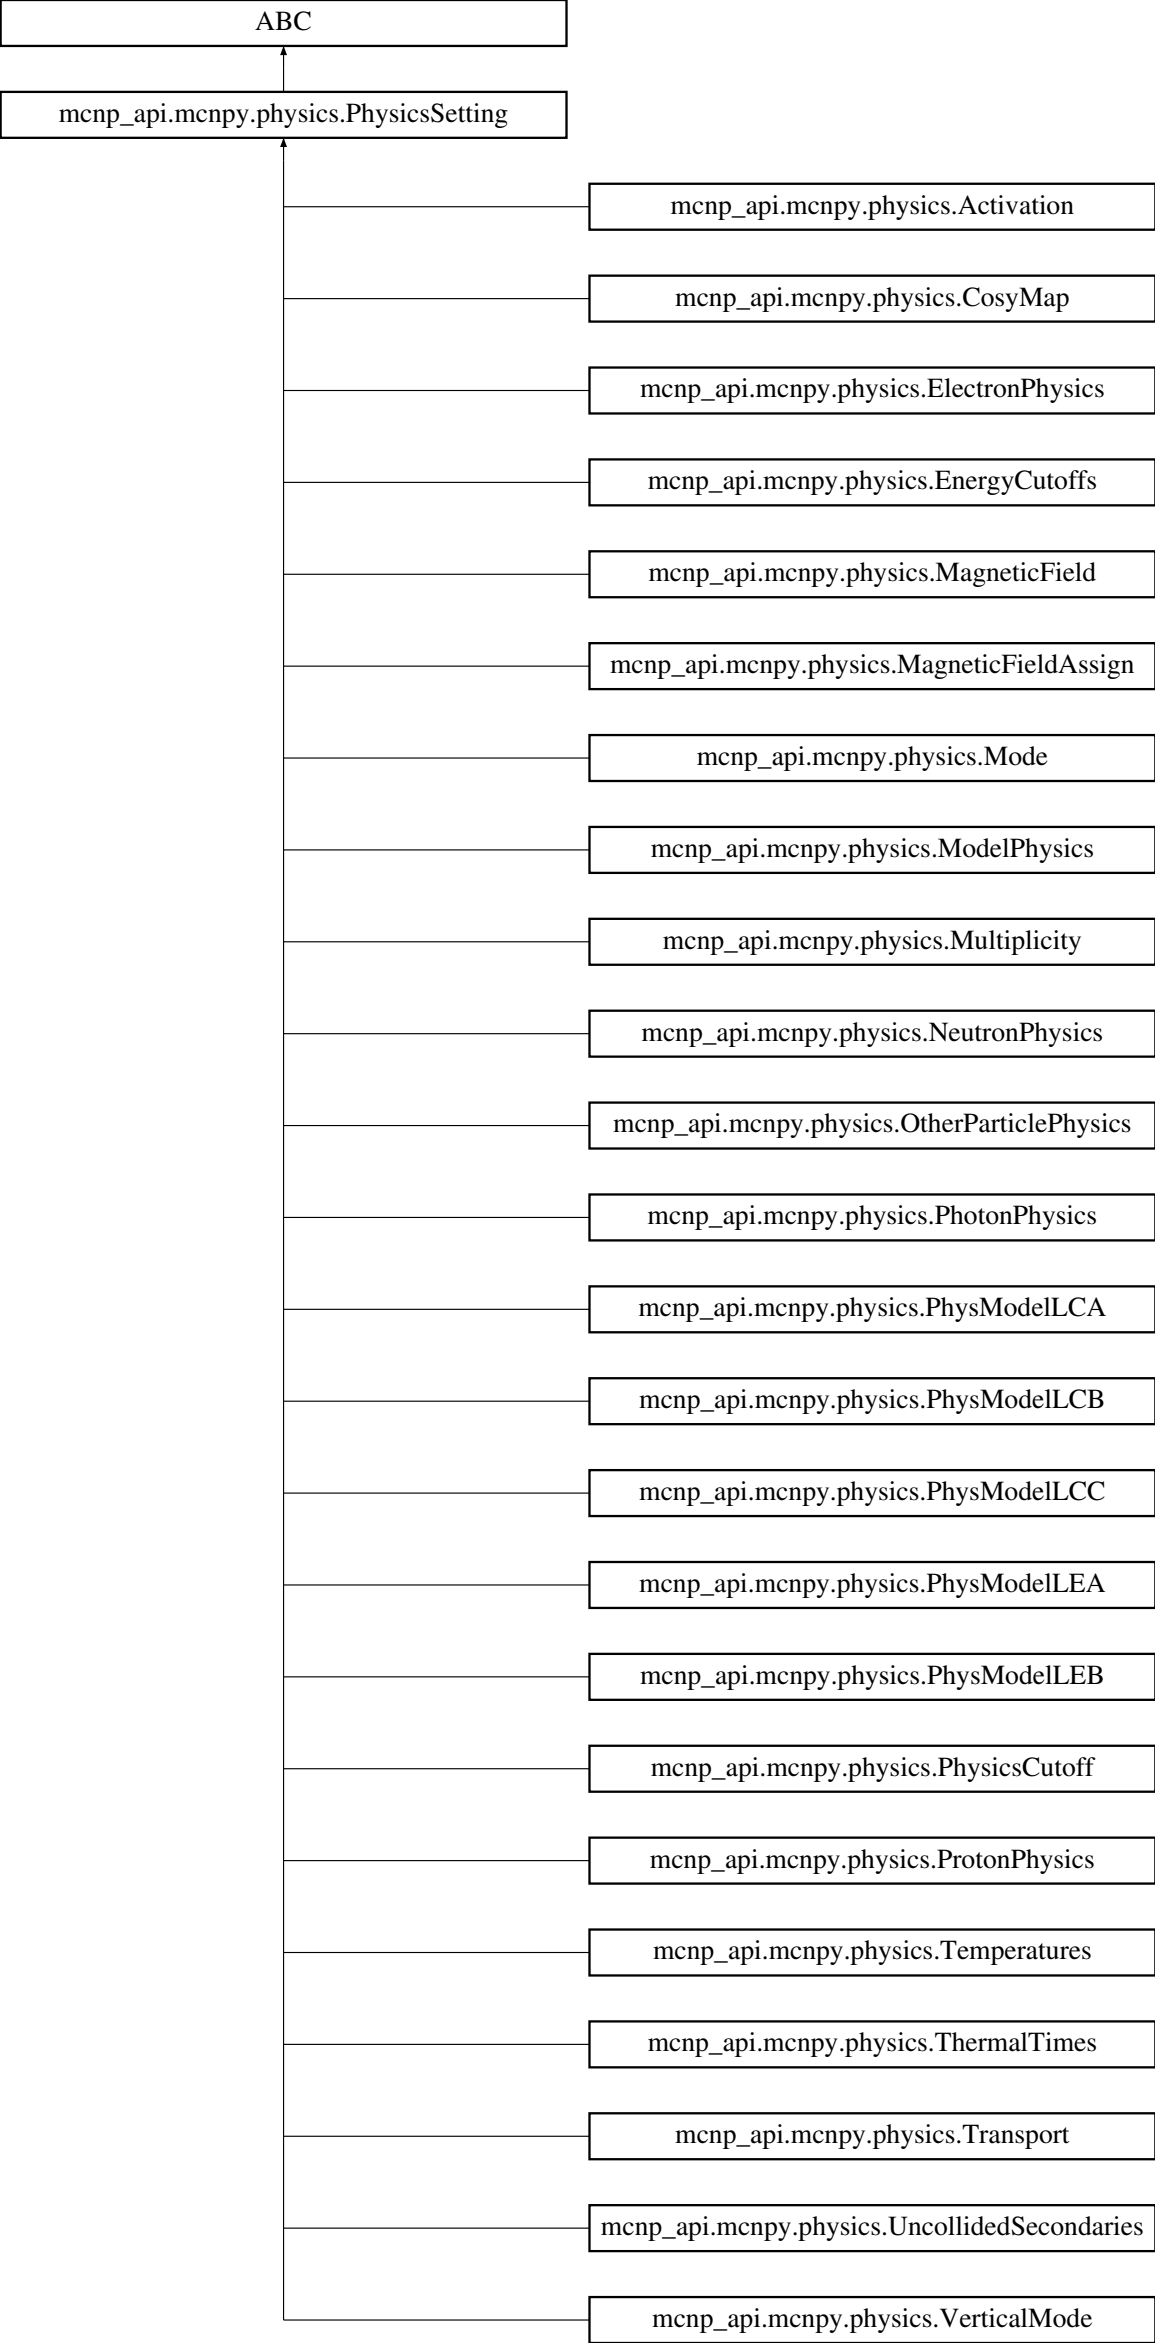 ABC
mcnp_api.mcnpy.physics.PhysicsSetting
mcnp_api.mcnpy.physics.Activation
mcnp_api.mcnpy.physics.CosyMap
mcnp_api.mcnpy.physics.ElectronPhysics
mcnp_api.mcnpy.physics.EnergyCutoffs
mcnp_api.mcnpy.physics.MagneticField
mcnp_api.mcnpy.physics.MagneticFieldAssign
mcnp_api.mcnpy.physics.Mode
mcnp_api.mcnpy.physics.ModelPhysics
mcnp_api.mcnpy.physics.Multiplicity
mcnp_api.mcnpy.physics.NeutronPhysics
mcnp_api.mcnpy.physics.OtherParticlePhysics
mcnp_api.mcnpy.physics.PhotonPhysics
mcnp_api.mcnpy.physics.PhysModelLCA
mcnp_api.mcnpy.physics.PhysModelLCB
mcnp_api.mcnpy.physics.PhysModelLCC
mcnp_api.mcnpy.physics.PhysModelLEA
mcnp_api.mcnpy.physics.PhysModelLEB
mcnp_api.mcnpy.physics.PhysicsCutoff
mcnp_api.mcnpy.physics.ProtonPhysics
mcnp_api.mcnpy.physics.Temperatures
mcnp_api.mcnpy.physics.ThermalTimes
mcnp_api.mcnpy.physics.Transport
mcnp_api.mcnpy.physics.UncollidedSecondaries
mcnp_api.mcnpy.physics.VerticalMode